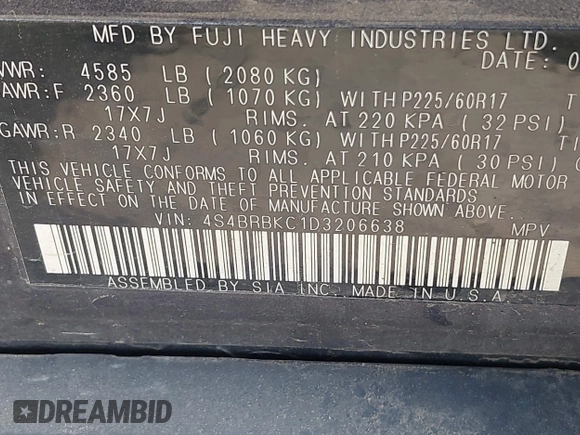 MFD BY FUJI HEAVY INDUSTRIES LTD.
DATE: 0
VWR: 4585 LB ( 2080 KG)
AWR:F 2360 LB ( 1070 KG) WITH P225/60R17 T
17X7J RIMS. AT 220 KPA ( 32 PSI)
GAWR:R 2340 LB ( 1060 KG) WITH P225/60R17 TI
17X7J RIMS. AT 210 KPA ( 30 PSI) C
THIS VEHICLE CONFORMS TO ALL APPLICABLE FEDERAL MOTOR
VEHICLE SAFETY AND THEFT PREVENTION STANDARDS
IN EFFECT ON THE DATE OF MANUFACTURE SHOWN ABOVE.
VIN: 4S4BRBKC1D3206638 MPV
ASSEMBLED BY SIA INC. MADE IN U.S.A.
DREAMBID